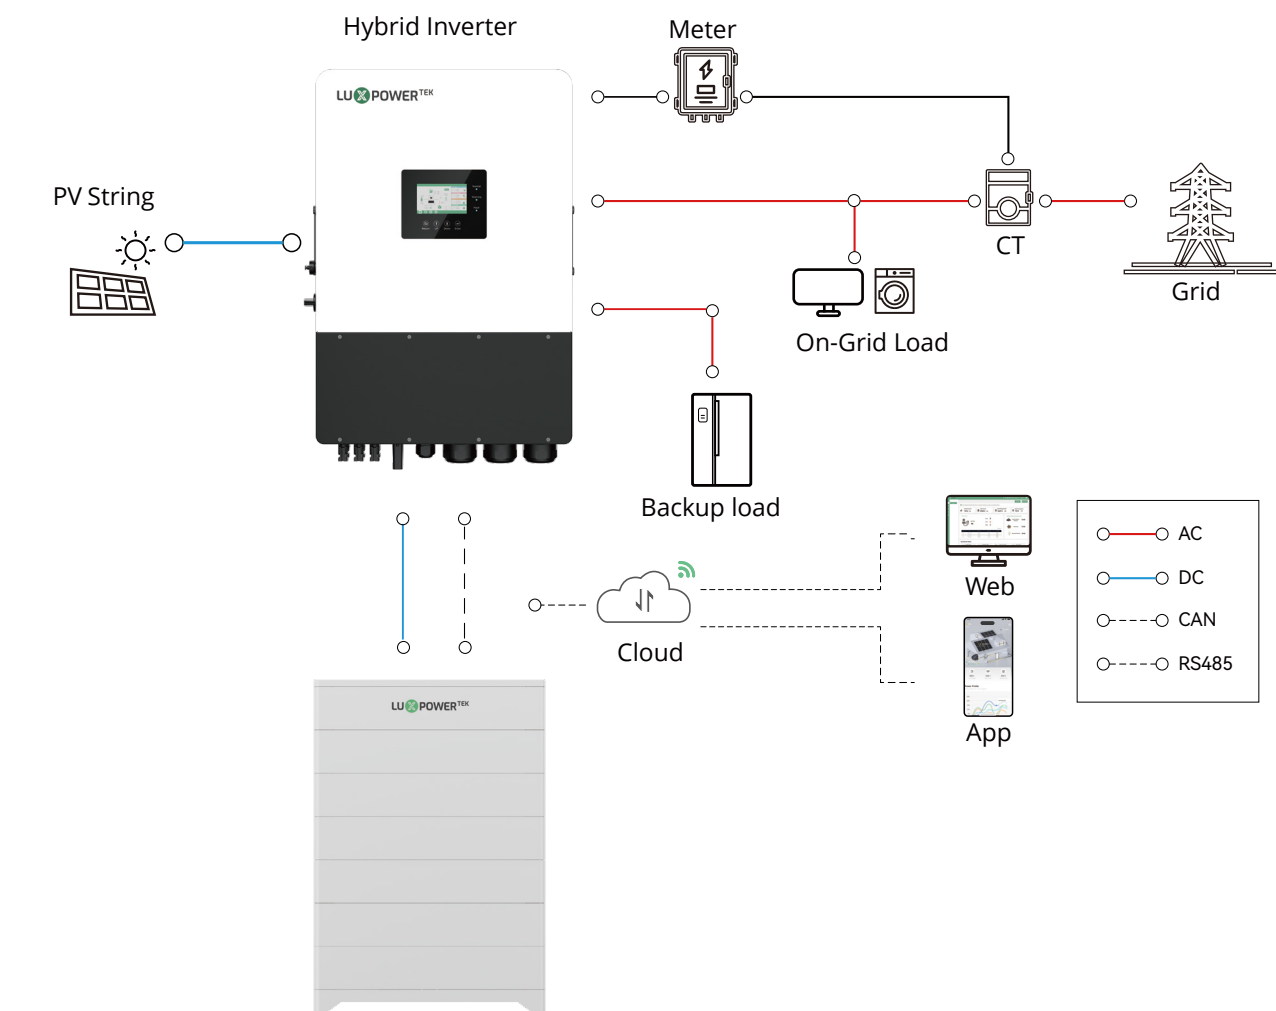 Hybrid Inverter
Meter
LUXPOWERTEK
PV String
CT
Grid
On-Grid Load
Backup load
Web
AC
DC
CAN
RS485
Cloud
App
LUXPOWERTEK